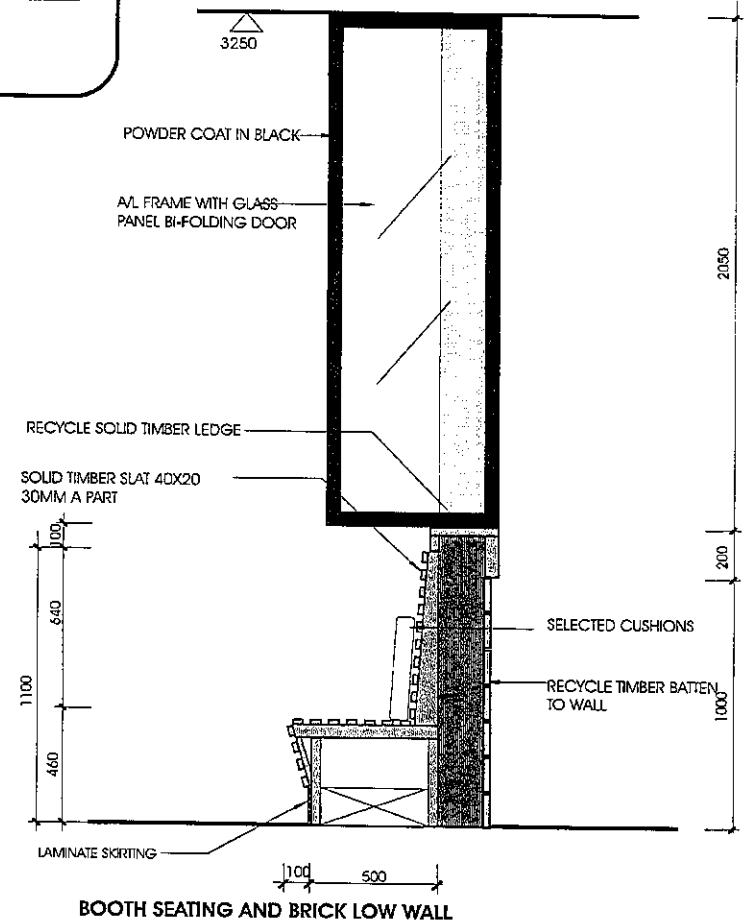 3250
POWDER COAT IN BLACK
A/L FRAME WITH GLASS
PANEL BI-FOLDING DOOR
2050
RECYCLE SOLID TIMBER LEDGE
SOLID TIMBER SLAT 40X20
30MM A PART
100
200
640
1100
SELECTED CUSHIONS
RECYCLE TIMBER BATTEN
TO WALL
1000
460
LAMINATE SKIRTING
100
500
BOOTH SEATING AND BRICK LOW WALL